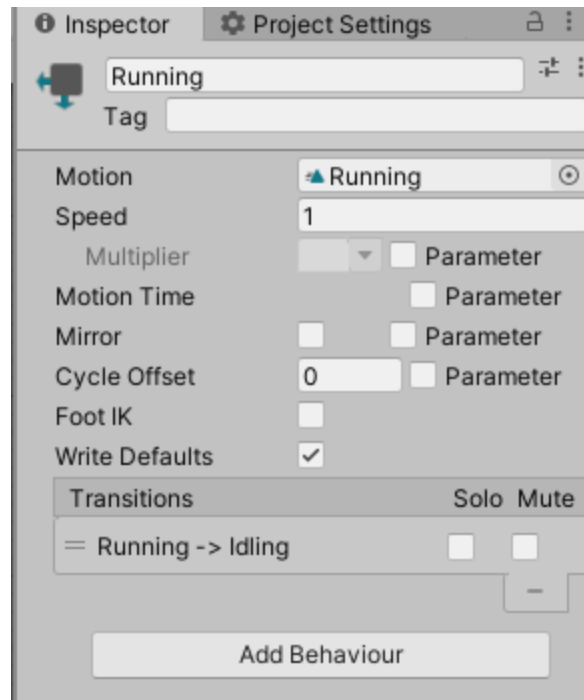 Inspector Project Settings
Running
Tag
Motion Running
Speed 1
Multiplier Parameter
Motion Time Parameter
Mirror Parameter
Cycle Offset 0 Parameter
Foot IK
Write Defaults
Transitions Solo Mute
Running -> Idling
Add Behaviour